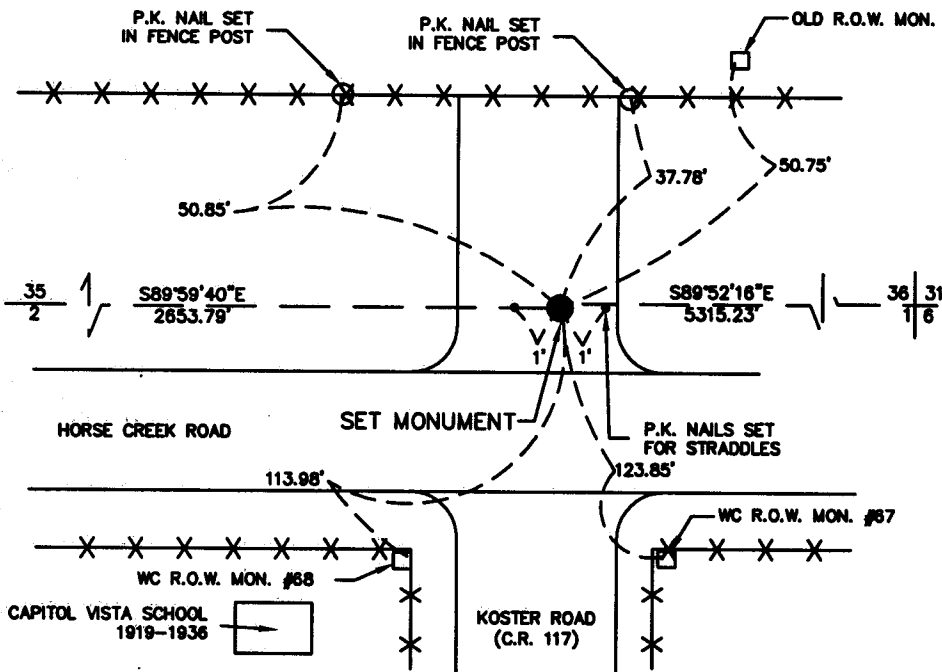 P.K. NAIL SET
IN FENCE POST
P.K. NAIL SET
IN FENCE POST
OLD R.O.W. MON.
50.85'
37.78'
50.75'
35
2
S89°59'40"E
2653.79'
S89°52'16"E
5315.23'
36 31
1 6
1'
1'
HORSE CREEK ROAD
SET MONUMENT
P.K. NAILS SET
FOR STRADDLES
113.98'
123.85'
WC R.O.W. MON. #67
WC R.O.W. MON. #68
CAPITOL VISTA SCHOOL
1919-1936
KOSTER ROAD
(C.R. 117)